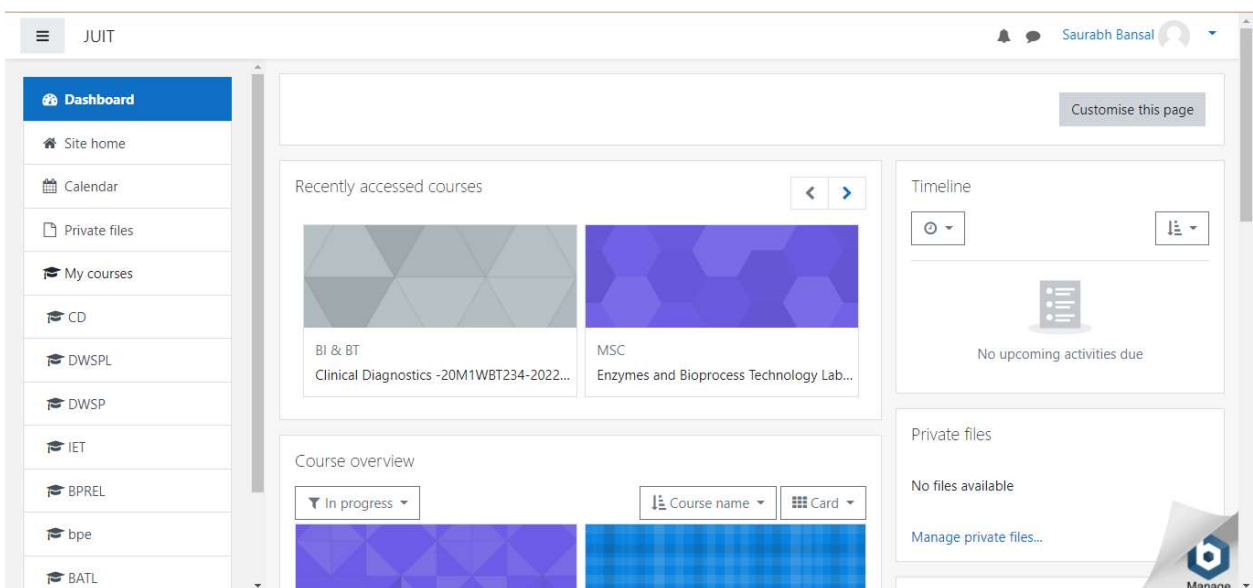 JUIT
Saurabh Bansal
Dashboard
Site home
Calendar
Private files
My courses
CD
DWSPL
DWSP
IET
BPREL
bpe
BATL
Customise this page
Recently accessed courses
BI & BT
Clinical Diagnostics -20M1WBT234-2022...
MSC
Enzymes and Bioprocess Technology Lab...
Course overview
In progress
Course name
Card
Timeline
No upcoming activities due
Private files
No files available
Manage private files...
Manage